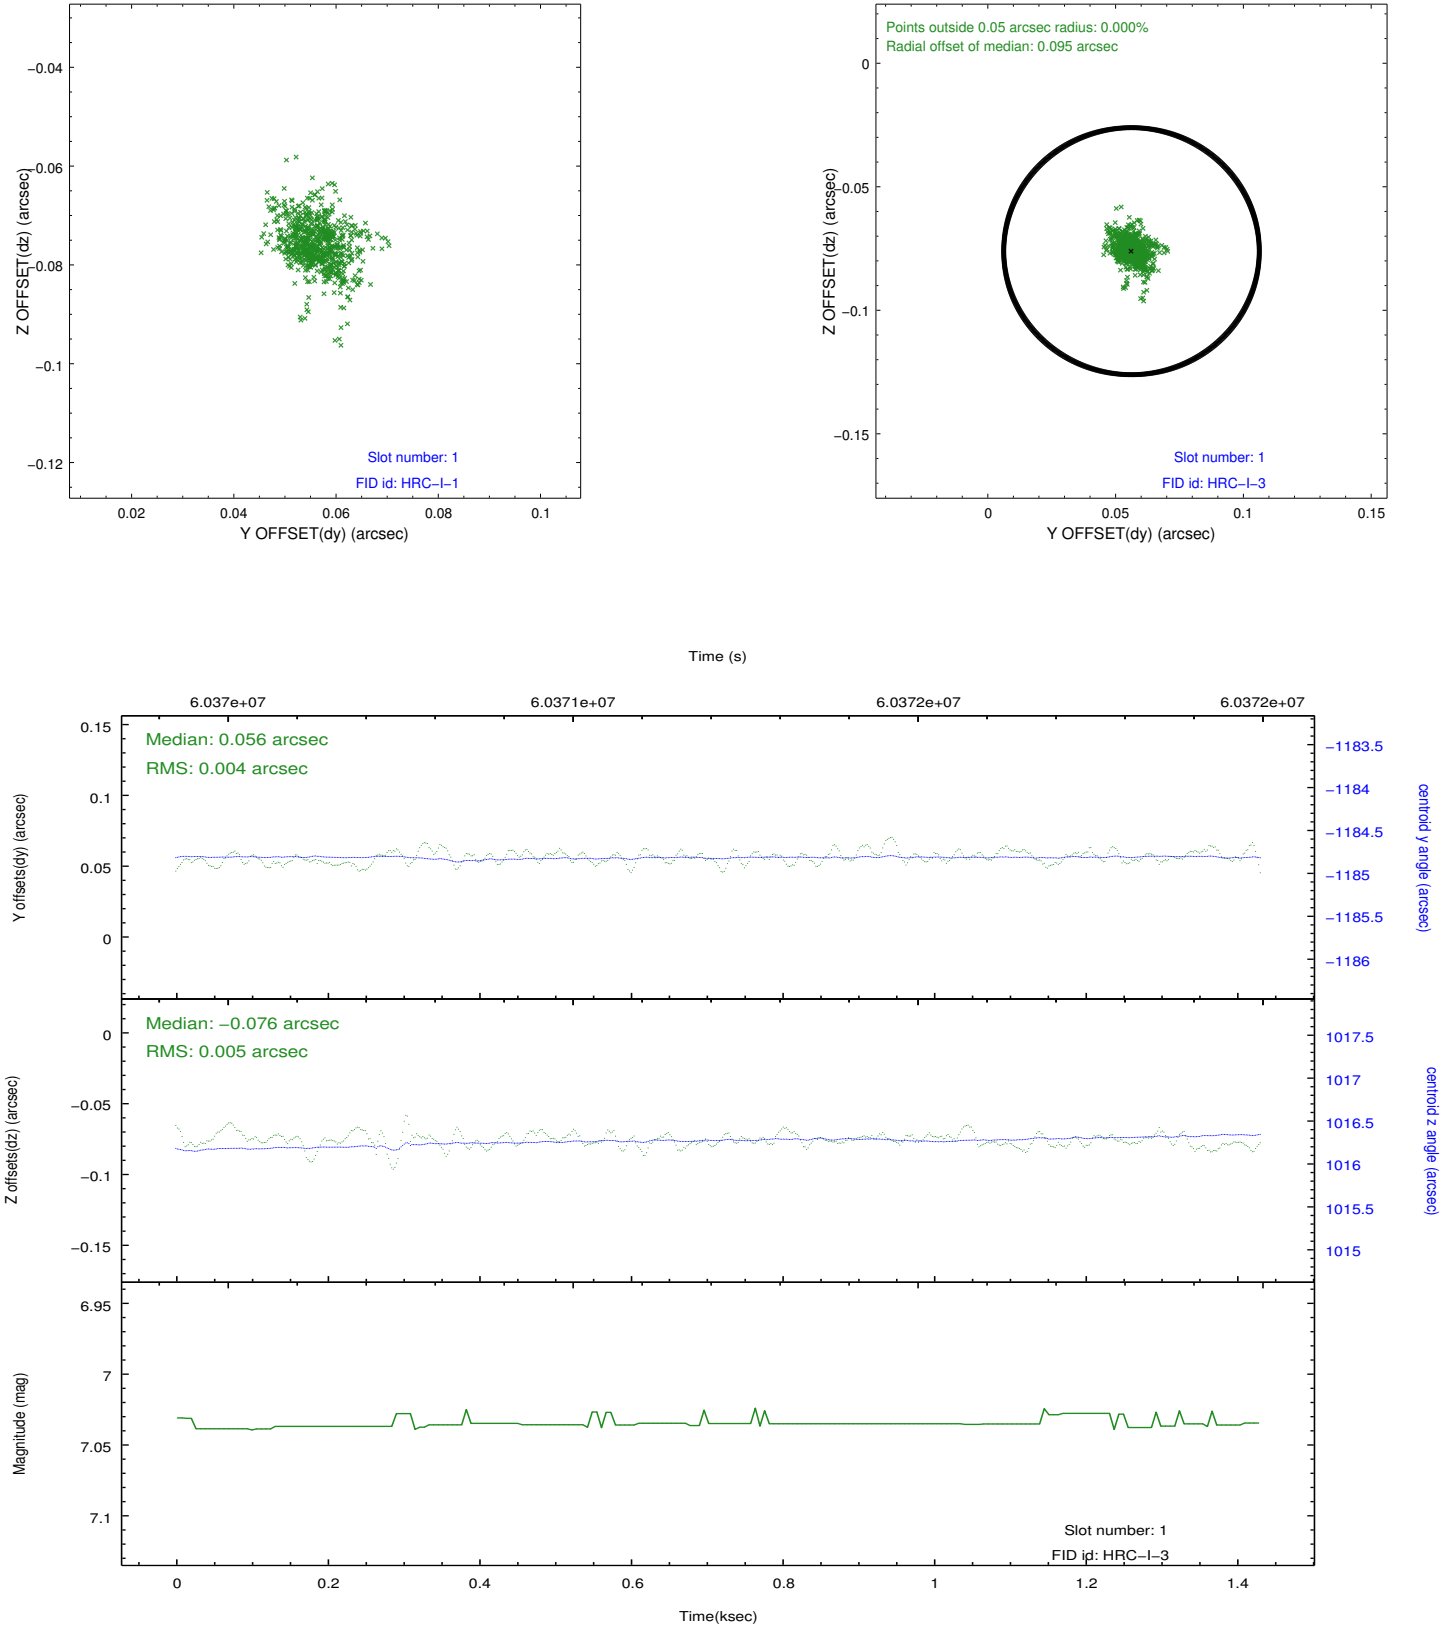 −0.04
−0.06
−0.08
−0.1
−0.12
Z OFFSET(dz) (arcsec)
Slot number: 1
FID id: HRC−I−1
0.02 0.04 0.06 0.08 0.1
Y OFFSET(dy) (arcsec)
Points outside 0.05 arcsec radius: 0.000%
Radial offset of median: 0.095 arcsec
0
−0.05
−0.1
−0.15
Z OFFSET(dz) (arcsec)
Slot number: 1
FID id: HRC−I−3
0 0.05 0.1 0.15
Y OFFSET(dy) (arcsec)
Time (s)
6.037e+07 6.0371e+07 6.0372e+07 6.0372e+07
Median: 0.056 arcsec
RMS: 0.004 arcsec
0.15
0.1
0.05
0
Y offsets(dy) (arcsec)
−1183.5
−1184
−1184.5
−1185
−1185.5
−1186
centroid y angle (arcsec)
Median: −0.076 arcsec
RMS: 0.005 arcsec
0
−0.05
−0.1
−0.15
Z offsets(dz) (arcsec)
1017.5
1017
1016.5
1016
1015.5
1015
centroid z angle (arcsec)
6.95
7
7.05
7.1
Magnitude (mag)
Slot number: 1
FID id: HRC−I−3
0 0.2 0.4 0.6 0.8 1 1.2 1.4
Time(ksec)